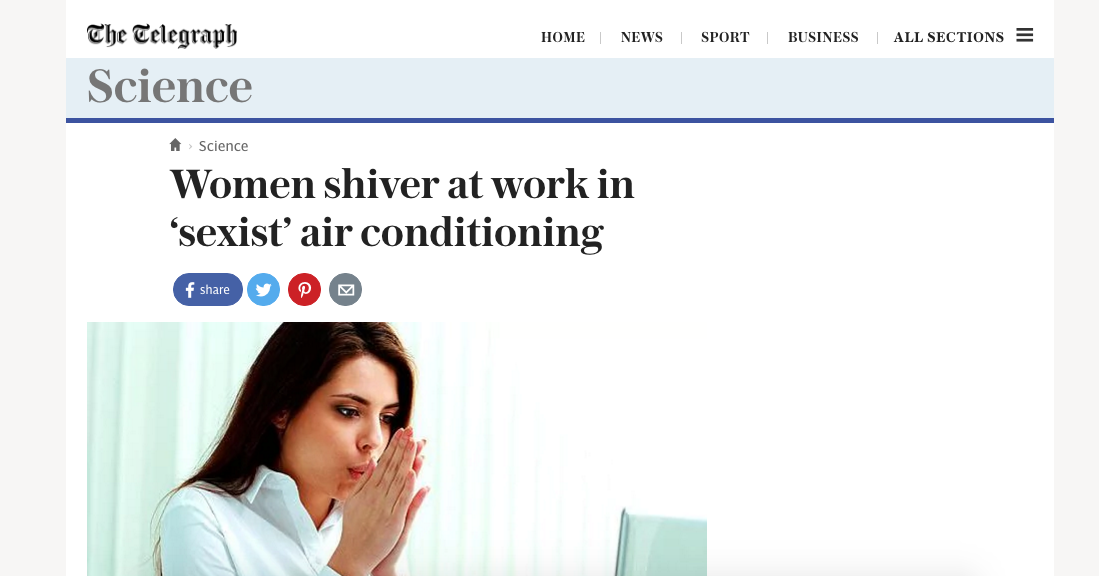 The Telegraph
HOME NEWS SPORT BUSINESS ALL SECTIONS
Science
Science
Women shiver at work in
‘sexist’ air conditioning
share